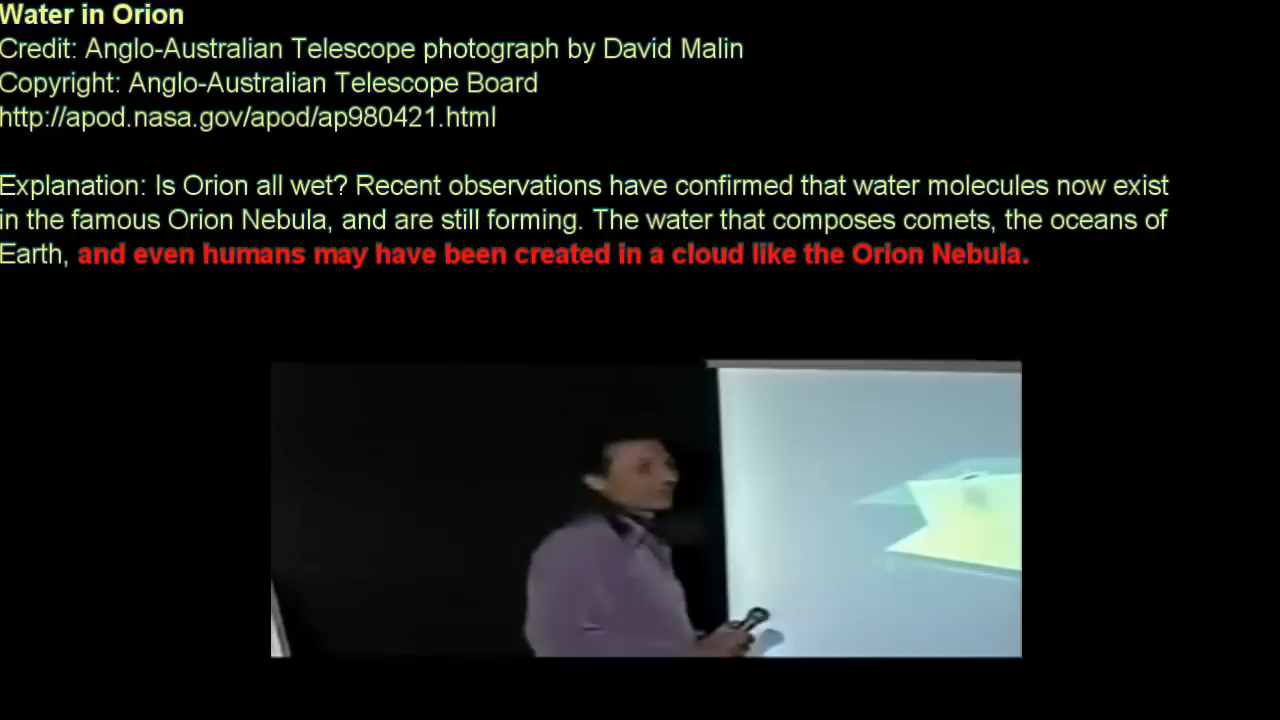 Water in Orion
Credit: Anglo-Australian Telescope photograph by David Malin
Copyright: Anglo-Australian Telescope Board
http://apod.nasa.gov/apod/ap980421.html
Explanation: Is Orion all wet? Recent observations have confirmed that water molecules now exist
in the famous Orion Nebula, and are still forming. The water that composes comets, the oceans of
Earth, and even humans may have been created in a cloud like the Orion Nebula.